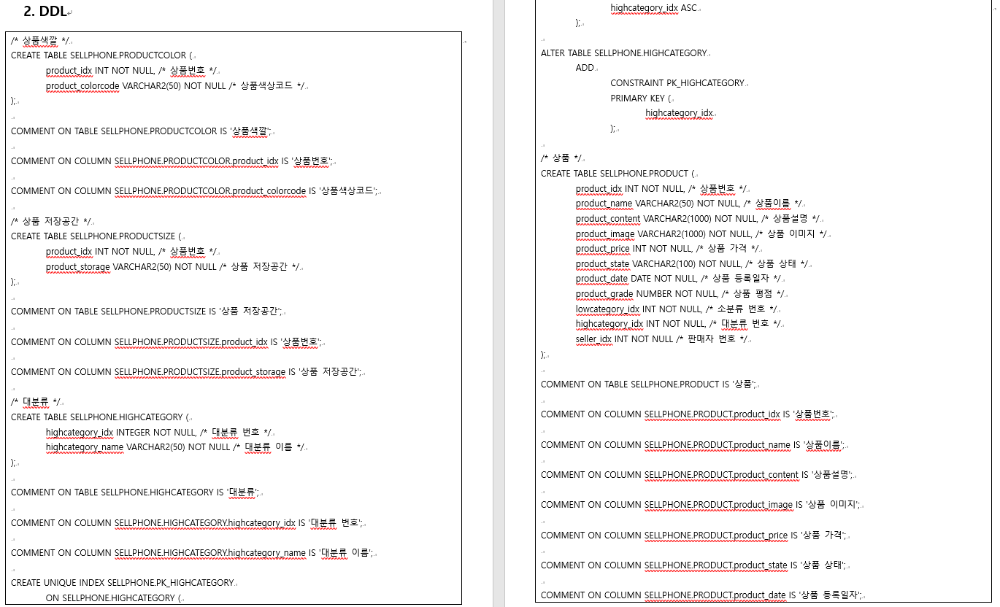 2. DDL
/* 상품색깔 */
CREATE TABLE SELLPHONE.PRODUCTCOLOR (
product_idx INT NOT NULL, /* 상품번호 */
product_colorcode VARCHAR2(50) NOT NULL /* 상품색상코드 */
);
COMMENT ON TABLE SELLPHONE.PRODUCTCOLOR IS '상품색깔';
COMMENT ON COLUMN SELLPHONE.PRODUCTCOLOR.product_idx IS '상품번호';
COMMENT ON COLUMN SELLPHONE.PRODUCTCOLOR.product_colorcode IS '상품색상코드';
/* 상품 저장공간 */
CREATE TABLE SELLPHONE.PRODUCTSIZE (
product_idx INT NOT NULL, /* 상품번호 */
product_storage VARCHAR2(50) NOT NULL /* 상품 저장공간 */
);
COMMENT ON TABLE SELLPHONE.PRODUCTSIZE IS '상품 저장공간';
COMMENT ON COLUMN SELLPHONE.PRODUCTSIZE.product_idx IS '상품번호';
COMMENT ON COLUMN SELLPHONE.PRODUCTSIZE.product_storage IS '상품 저장공간';
/* 대분류 */
CREATE TABLE SELLPHONE.HIGHCATEGORY (
highcategory_idx INTEGER NOT NULL, /* 대분류 번호 */
highcategory_name VARCHAR2(50) NOT NULL /* 대분류 이름 */
);
COMMENT ON TABLE SELLPHONE.HIGHCATEGORY IS '대분류';
COMMENT ON COLUMN SELLPHONE.HIGHCATEGORY.highcategory_idx IS '대분류 번호';
COMMENT ON COLUMN SELLPHONE.HIGHCATEGORY.highcategory_name IS '대분류 이름';
CREATE UNIQUE INDEX SELLPHONE.PK_HIGHCATEGORY
ON SELLPHONE.HIGHCATEGORY (
highcategory_idx ASC
);
ALTER TABLE SELLPHONE.HIGHCATEGORY
ADD
CONSTRAINT PK_HIGHCATEGORY
PRIMARY KEY (
highcategory_idx
);
/* 상품 */
CREATE TABLE SELLPHONE.PRODUCT (
product_idx INT NOT NULL, /* 상품번호 */
product_name VARCHAR2(50) NOT NULL, /* 상품이름 */
product_content VARCHAR2(1000) NOT NULL, /* 상품설명 */
product_image VARCHAR2(1000) NOT NULL, /* 상품 이미지 */
product_price INT NOT NULL, /* 상품 가격 */
product_state VARCHAR2(100) NOT NULL, /* 상품 상태 */
product_date DATE NOT NULL, /* 상품 등록일자 */
product_grade NUMBER NOT NULL, /* 상품 평점 */
lowcategory_idx INT NOT NULL, /* 소분류 번호 */
highcategory_idx INT NOT NULL, /* 대분류 번호 */
seller_idx INT NOT NULL /* 판매자 번호 */
);
COMMENT ON TABLE SELLPHONE.PRODUCT IS '상품';
COMMENT ON COLUMN SELLPHONE.PRODUCT.product_idx IS '상품번호';
COMMENT ON COLUMN SELLPHONE.PRODUCT.product_name IS '상품이름';
COMMENT ON COLUMN SELLPHONE.PRODUCT.product_content IS '상품설명';
COMMENT ON COLUMN SELLPHONE.PRODUCT.product_image IS '상품 이미지';
COMMENT ON COLUMN SELLPHONE.PRODUCT.product_price IS '상품 가격';
COMMENT ON COLUMN SELLPHONE.PRODUCT.product_state IS '상품 상태';
COMMENT ON COLUMN SELLPHONE.PRODUCT.product_date IS '상품 등록일자';